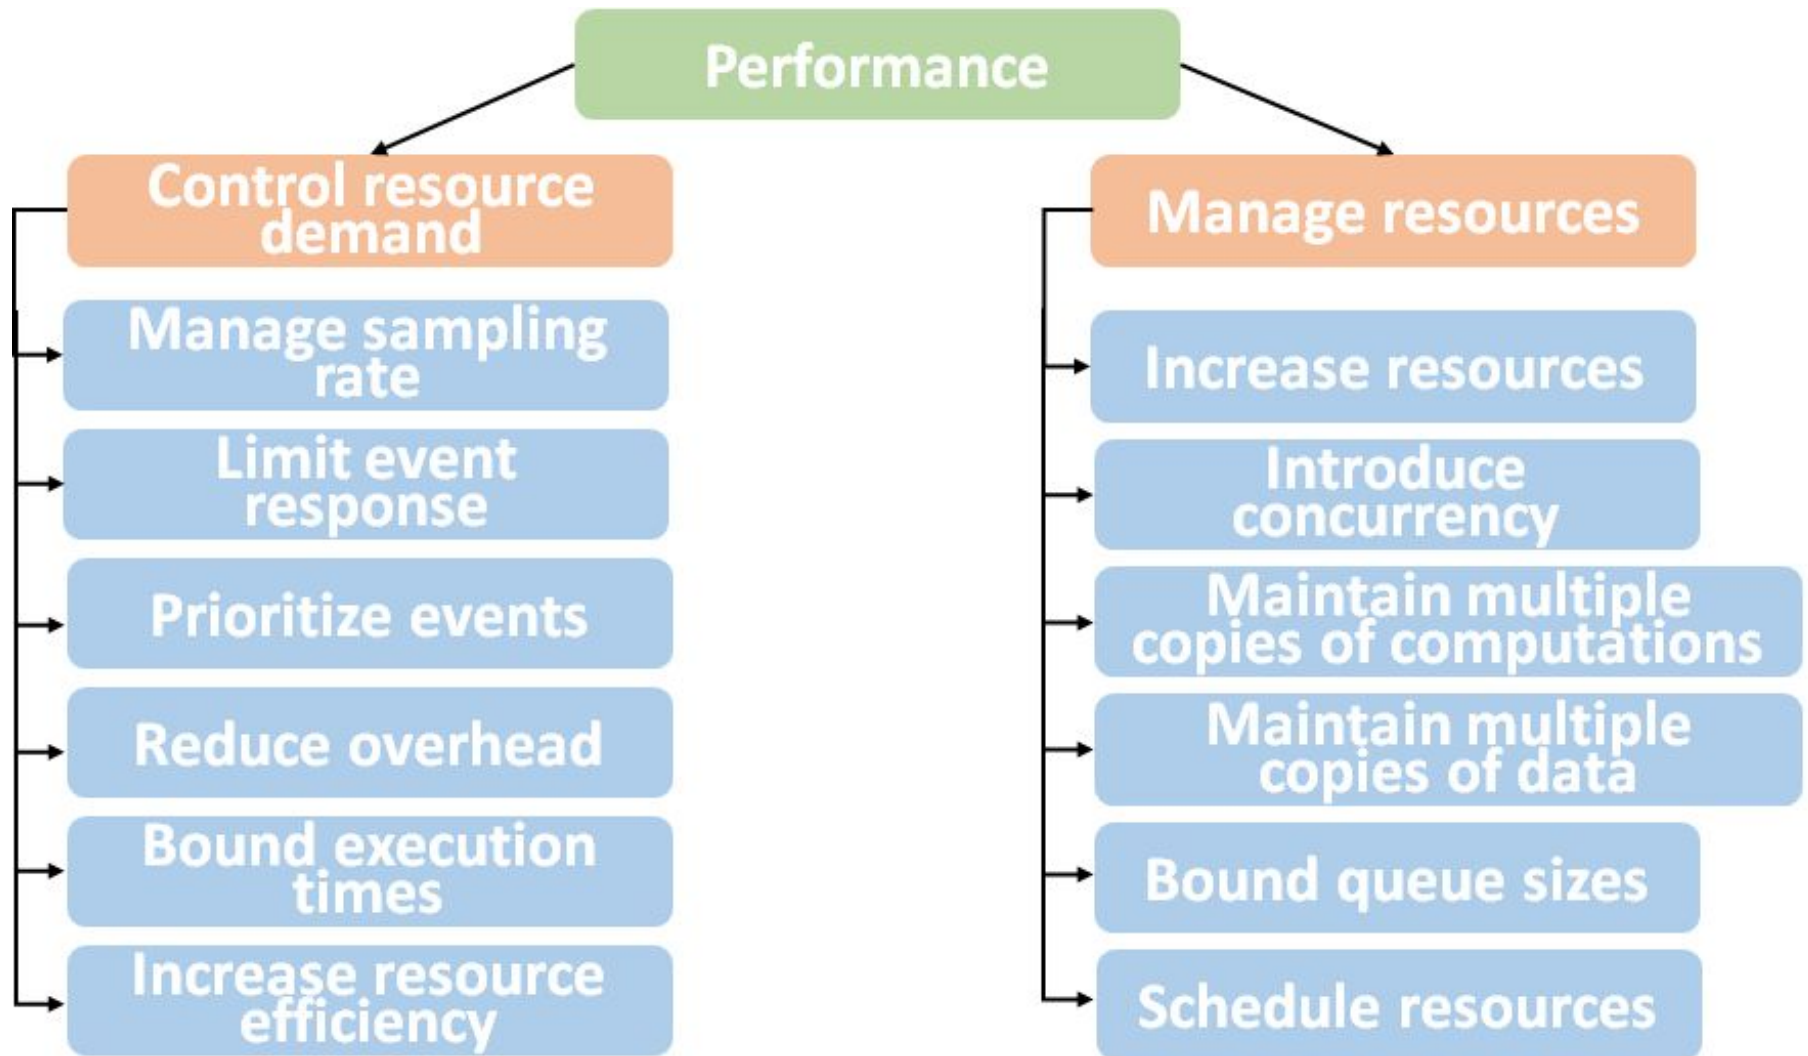 Performance
Control resource
demand
Manage sampling
rate
Limit event
response
Prioritize events
Reduce overhead
Bound execution
times
Increase resource
efficiency
Manage resources
Increase resources
Introduce
concurrency
Maintain multiple
copies of computations
Maintain multiple
copies of data
Bound queue sizes
Schedule resources